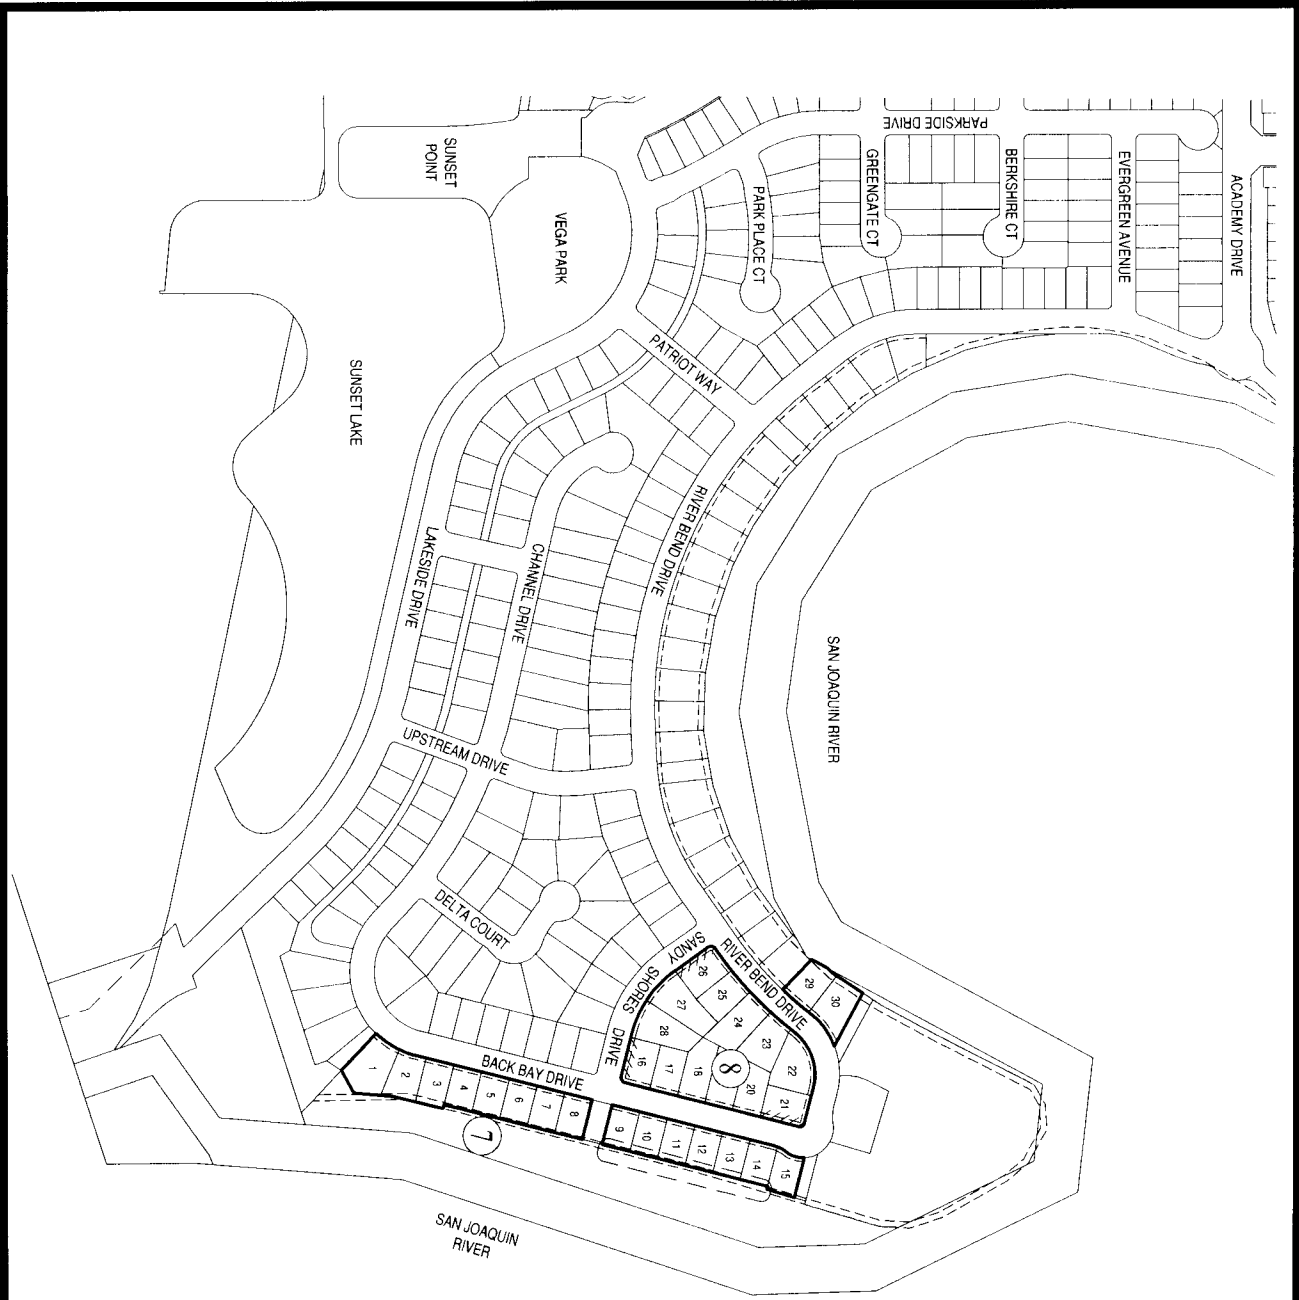 PARKSIDE DRIVE
SUNSET
POINT
GREENGATE CT
BERKSHIRE CT
EVERGREEN AVENUE
ACADEMY DRIVE
VEGA PARK
PARK PLACE CT
PATRIOT WAY
SUNSET LAKE
RIVER BEND DRIVE
LAKESIDE DRIVE
CHANNEL DRIVE
SAN JOAQUIN RIVER
UPSTREAM DRIVE
DELTA COURT
SANDY
SHORES
DRIVE
RIVER BEND DRIVE
29
30
26
25
27
24
28
23
16
17
18
8
22
20
21
BACK BAY DRIVE
1
2
3
4
5
6
7
8
7
9
10
11
12
13
14
15
SAN JOAQUIN
RIVER